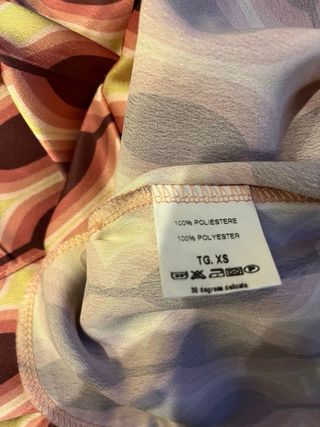 100% POLIESTERE
100% POLYESTER
TG. XS
30 degrees delicate